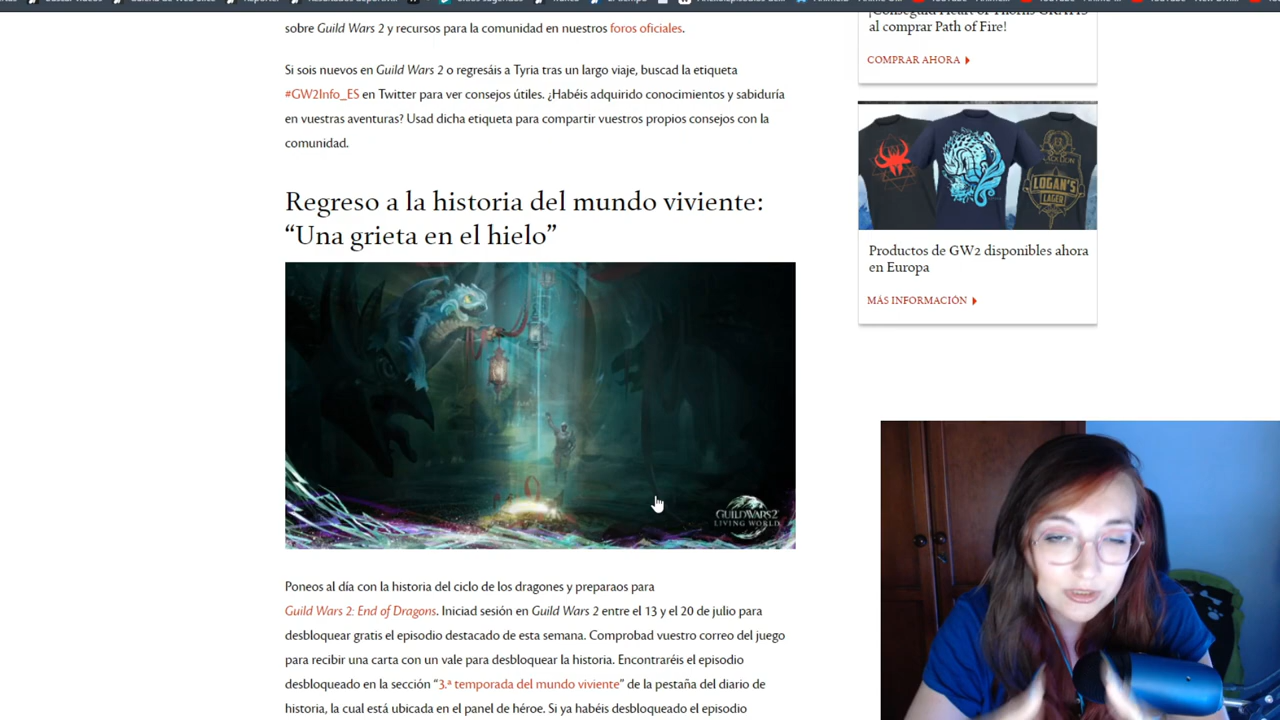 sobre Guild Wars 2 y recursos para la comunidad en nuestros foros oficiales.
Si sois nuevos en Guild Wars 2 o regresáis a Tyria tras un largo viaje, buscad la etiqueta
#GW2Info_ES en Twitter para ver consejos útiles. ¿Habéis adquirido conocimientos y sabiduría
en vuestras aventuras? Usad dicha etiqueta para compartir vuestros propios consejos con la
comunidad.
Regreso a la historia del mundo viviente:
“Una grieta en el hielo”
GUILD WARS 2
LIVING WORLD
Poneos al día con la historia del ciclo de los dragones y preparaos para
Guild Wars 2: End of Dragons. Iniciad sesión en Guild Wars 2 entre el 13 y el 20 de julio para
desbloquear gratis el episodio destacado de esta semana. Comprobad vuestro correo del juego
para recibir una carta con un vale para desbloquear la historia. Encontraréis el episodio
desbloqueado en la sección “3.ª temporada del mundo viviente” de la pestaña del diario de
historia, la cual está ubicada en el panel de héroe. Si ya habéis desbloqueado el episodio
al comprar Path of Fire!
COMPRAR AHORA
LOGAN'S
LAGER
Productos de GW2 disponibles ahora
en Europa
MÁS INFORMACIÓN